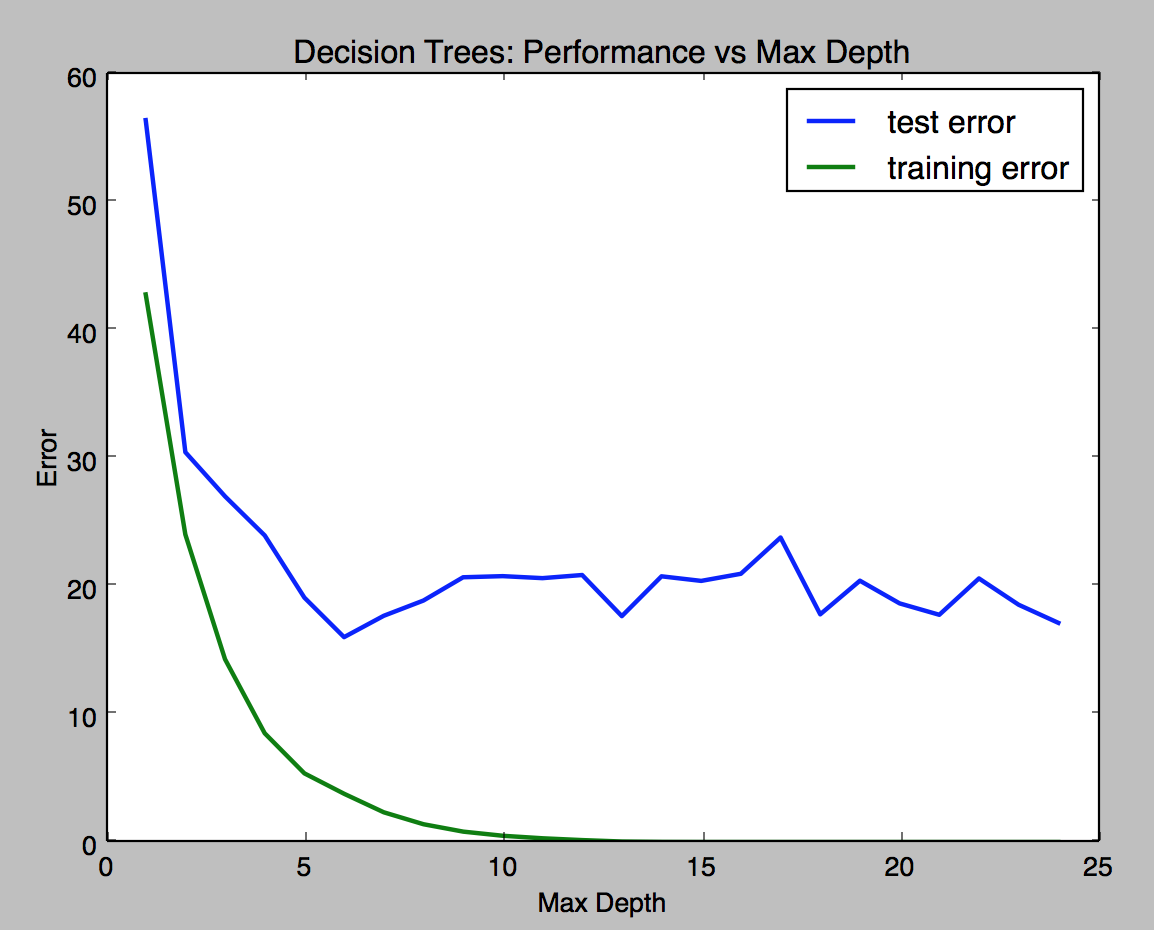 Decision Trees: Performance vs Max Depth
60
50
40
30
20
10
0
test error
training error
Error
0 5 10 15 20 25
Max Depth